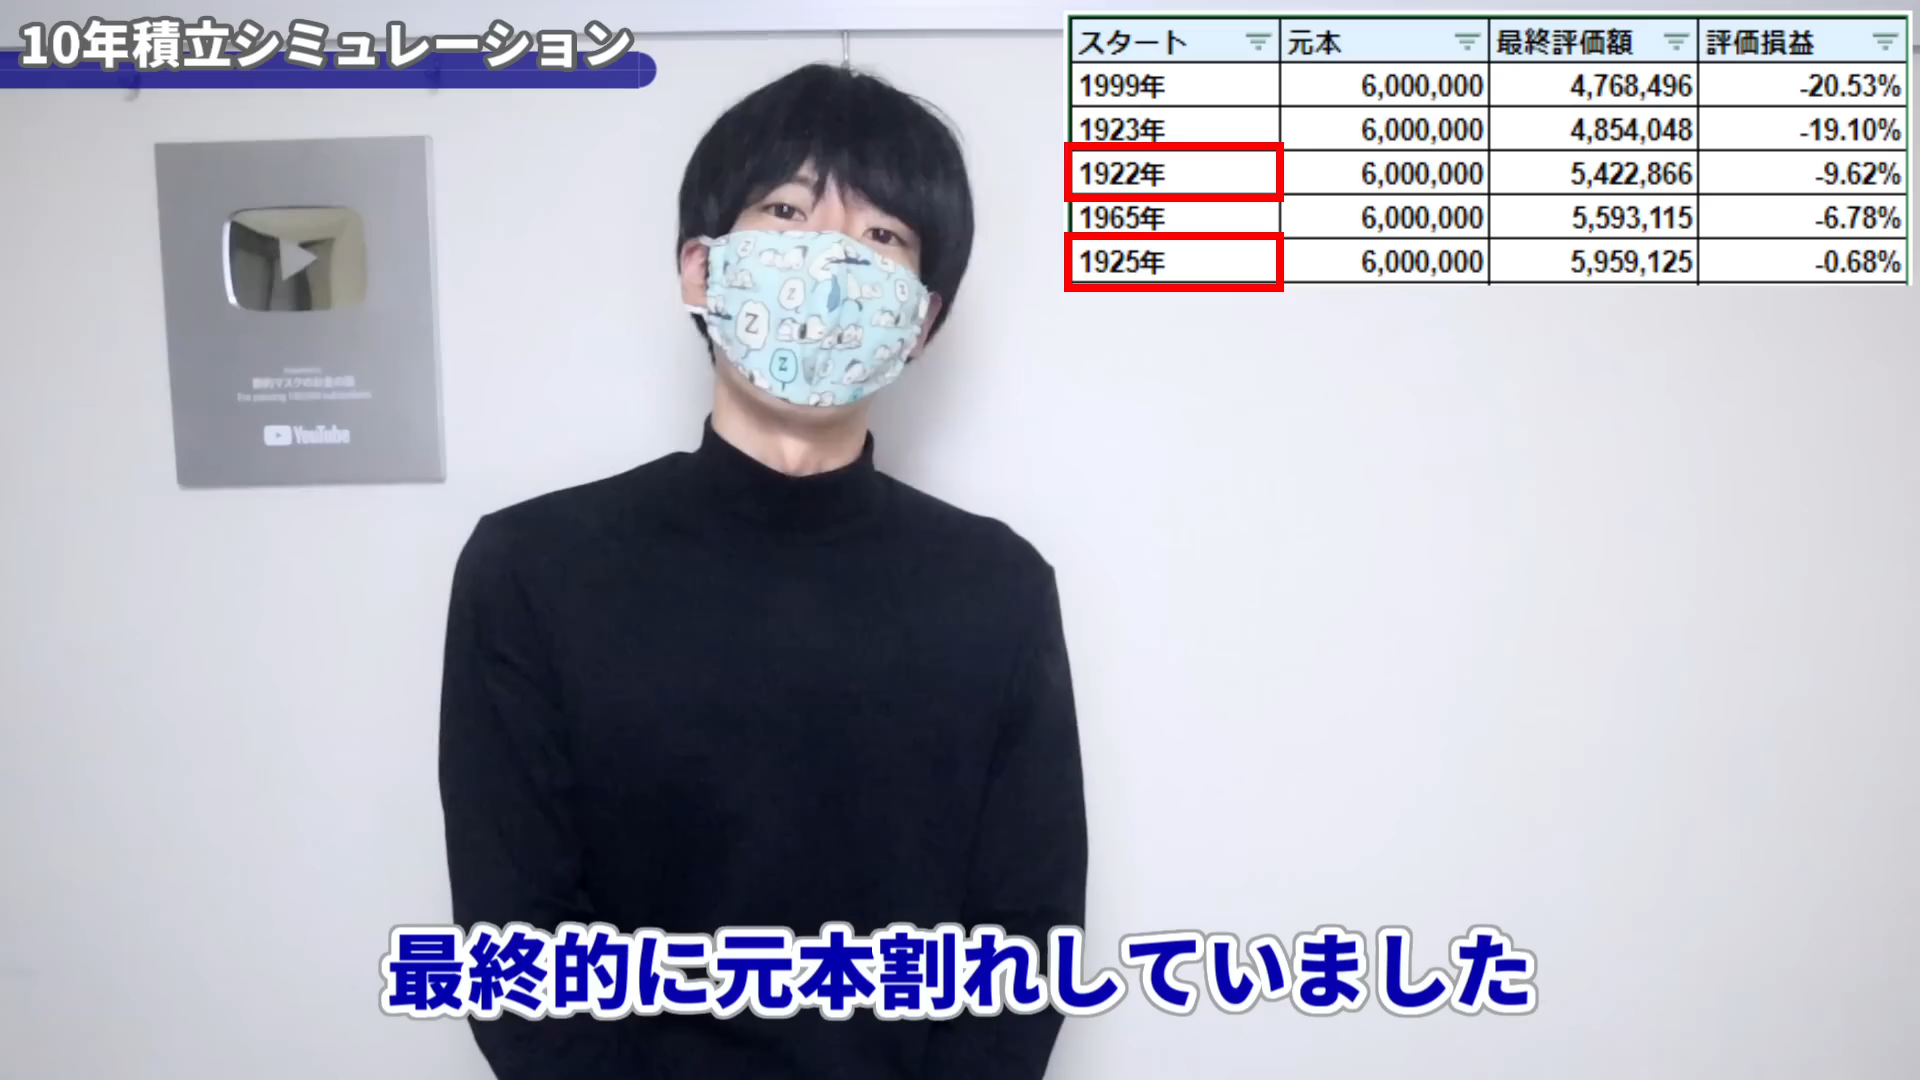 10年積立シミュレーション
スタート 元本 最終評価額 評価損益
1999年 6,000,000 4,768,496 -20.53%
1923年 6,000,000 4,854,048 -19.10%
1922年 6,000,000 5,422,866 -9.62%
1965年 6,000,000 5,593,115 -6.78%
1925年 6,000,000 5,959,125 -0.68%
YouTube
Z
Z
Z
Z
Z
最終的に元本割れしていました